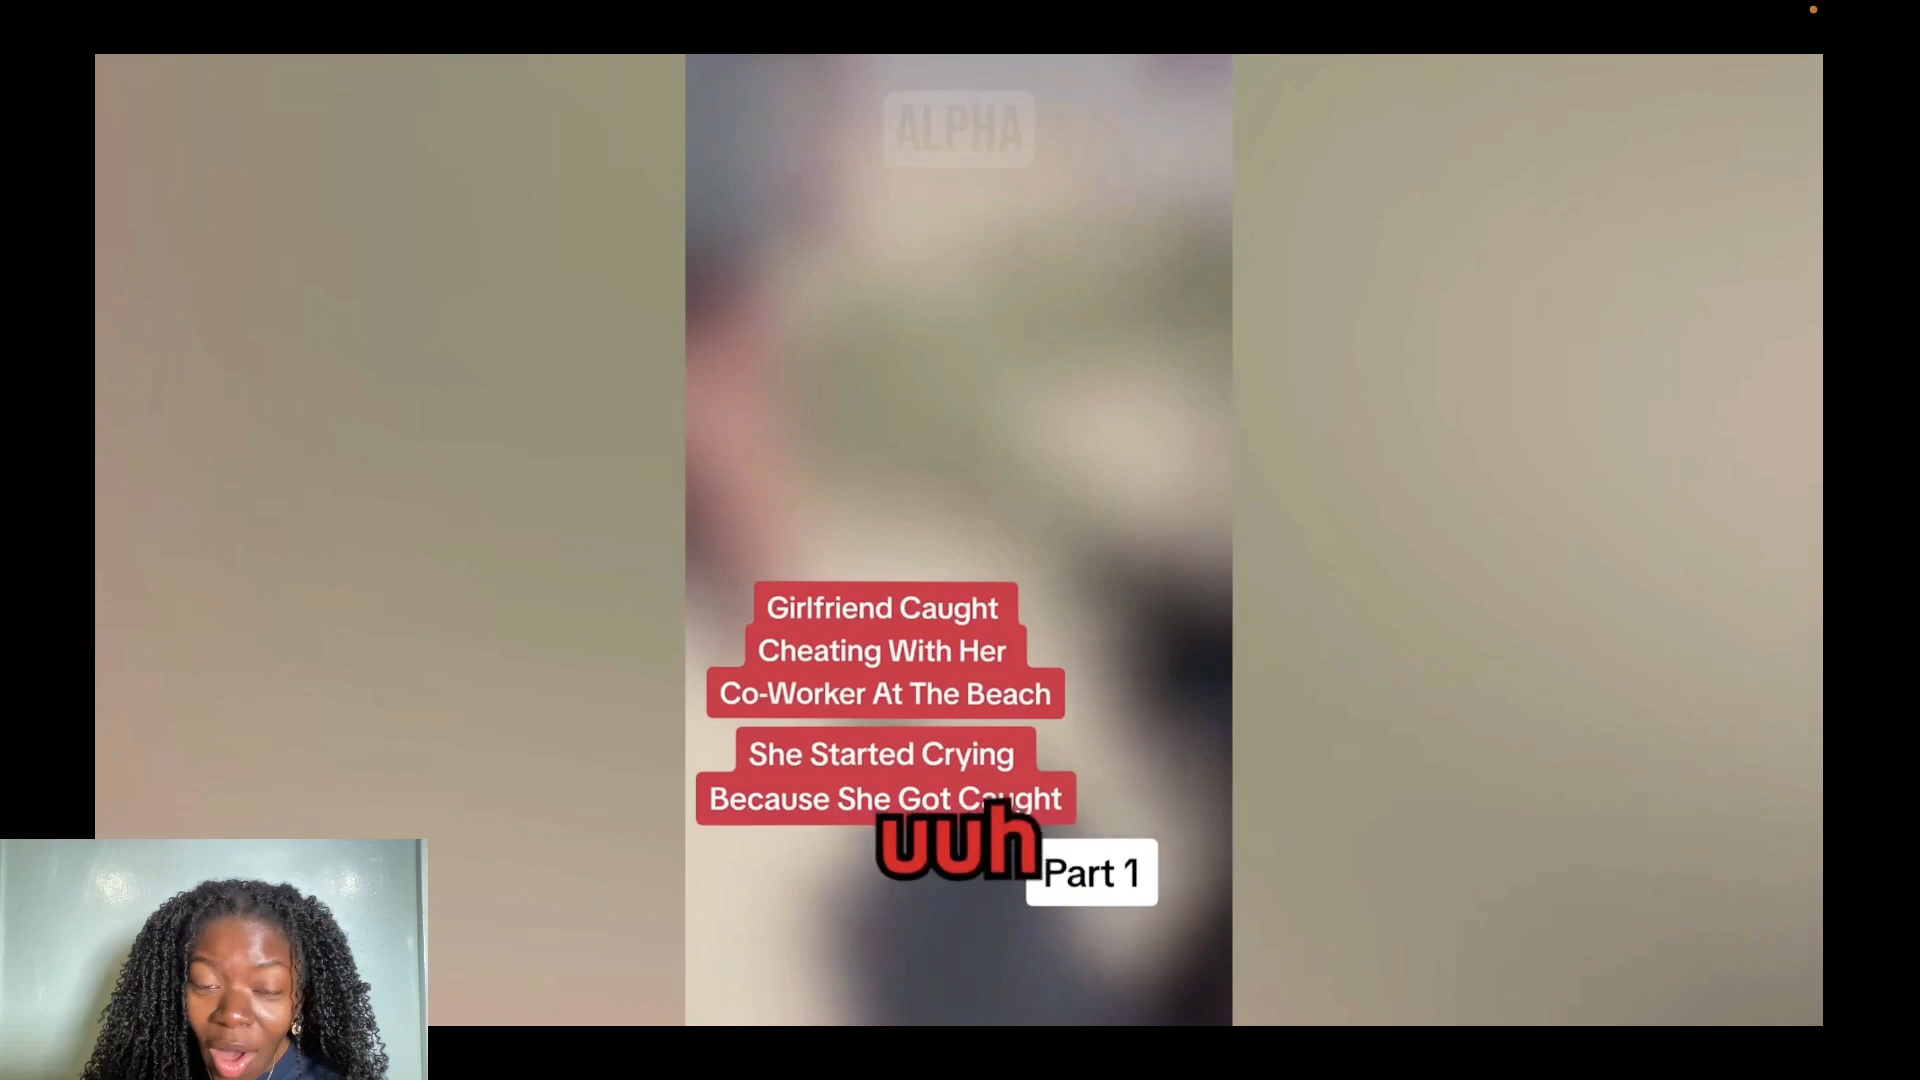 ALPHA
Girlfriend Caught
Cheating With Her
Co-Worker At The Beach
She Started Crying
Because She Got Caught
uuh
Part 1